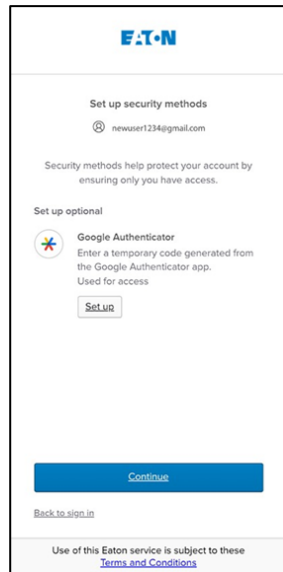 EATON
Set up security methods
newuser1234@gmail.com
Security methods help protect your account by
ensuring only you have access.
Set up optional
Google Authenticator
Enter a temporary code generated from
the Google Authenticator app.
Used for access
Set up
Continue
Back to sign in
Use of this Eaton service is subject to these
Terms and Conditions